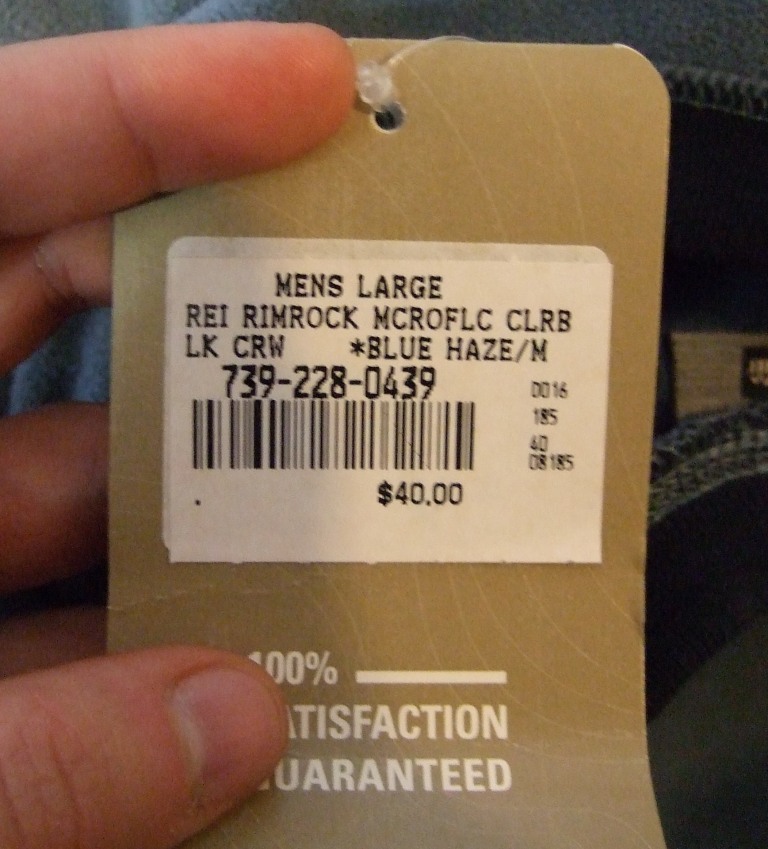 MENS LARGE
REI RIMROCK MCROFLC CLRB
LK CRW *BLUE HAZE/M
739-228-0439
0016
185
40
08185
$40.00
100%
ATISFACTION
UARANTEED